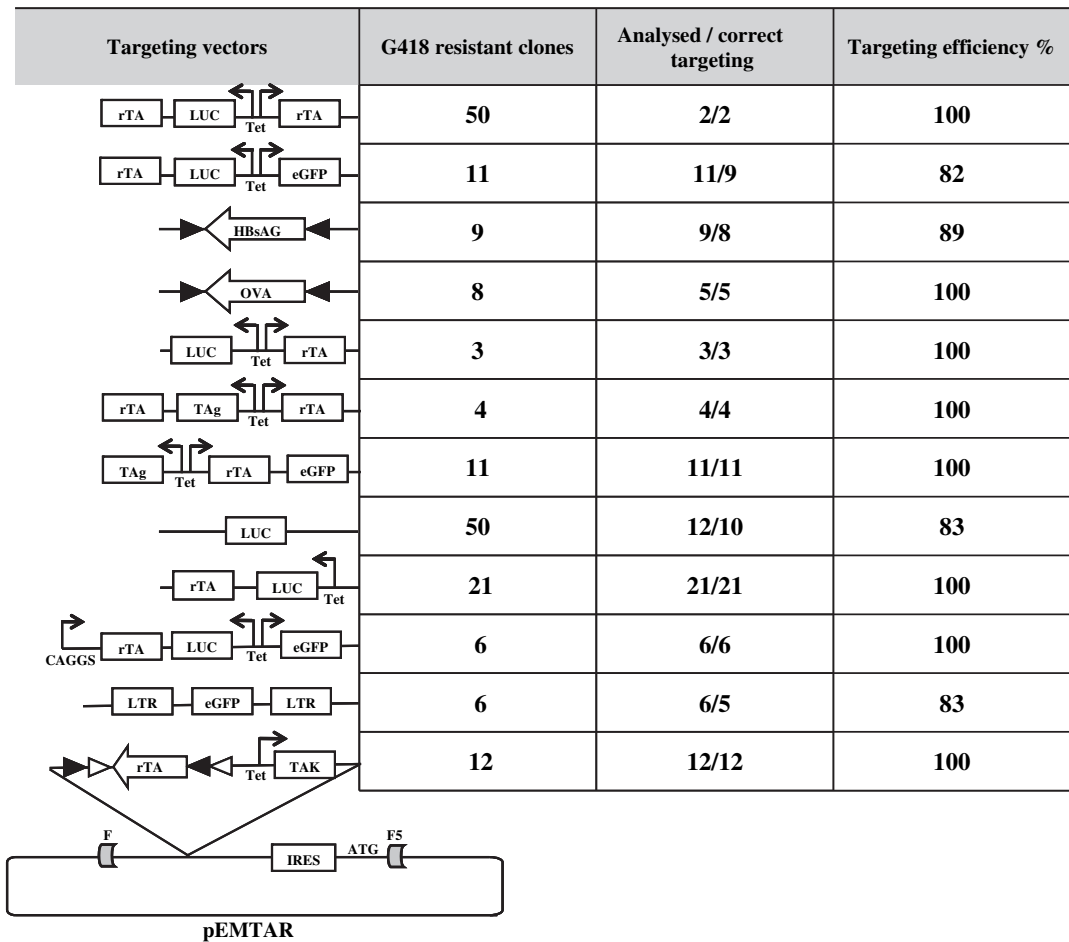 Targeting vectors G418 resistant clones Analysed / correct targeting Targeting efficiency %
rTA LUC Tet rTA 50 2/2 100
rTA LUC Tet eGFP 11 11/9 82
HBsAG 9 9/8 89
OVA 8 5/5 100
LUC Tet rTA 3 3/3 100
rTA TAg Tet rTA 4 4/4 100
TAg Tet rTA eGFP 11 11/11 100
LUC 50 12/10 83
rTA LUC Tet 21 21/21 100
CAGGS rTA LUC Tet eGFP 6 6/6 100
LTR eGFP LTR 6 6/5 83
rTA Tet TAK 12 12/12 100
F IRES ATG F5
pEMTAR